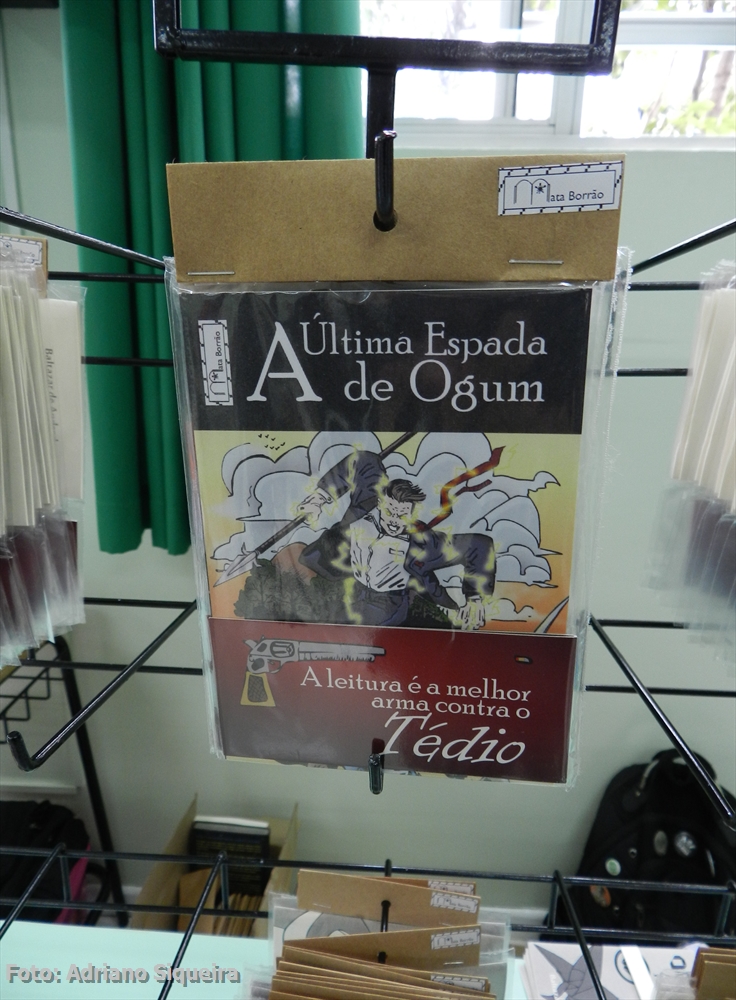 Mata Borrão
Mata Borrão
A Última Espada
de Ogum
A leitura é a melhor
arma contra o
Tédio
Foto: Adriano Siqueira